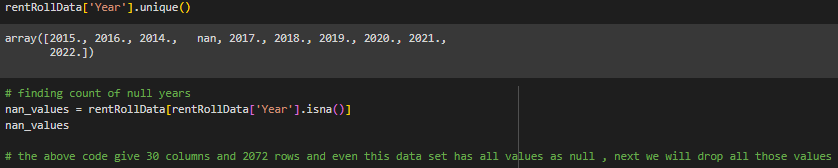 rentRollData['Year'].unique()
array([2015., 2016., 2014.,   nan, 2017., 2018., 2019., 2020., 2021.,
       2022.])
# finding count of null years
nan_values = rentRollData[rentRollData['Year'].isna()]
nan_values
# the above code give 30 columns and 2072 rows and even this data set has all values as null , next we will drop all those values